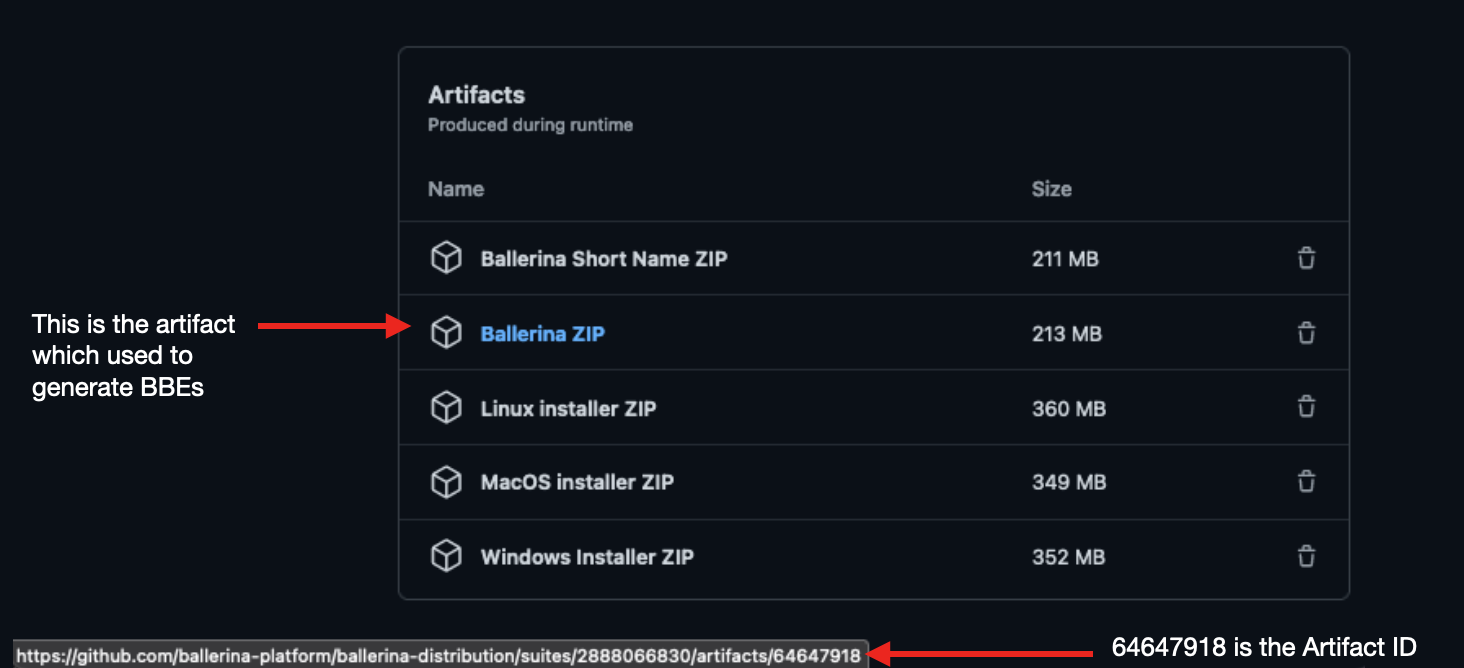 Artifacts
Produced during runtime
Name Size
Ballerina Short Name ZIP 211 MB
This is the artifact
which used to
generate BBEs
Ballerina ZIP 213 MB
Linux installer ZIP 360 MB
MacOS installer ZIP 349 MB
Windows Installer ZIP 352 MB
https://github.com/ballerina-platform/ballerina-distribution/suites/2888066830/artifacts/64647918
64647918 is the Artifact ID